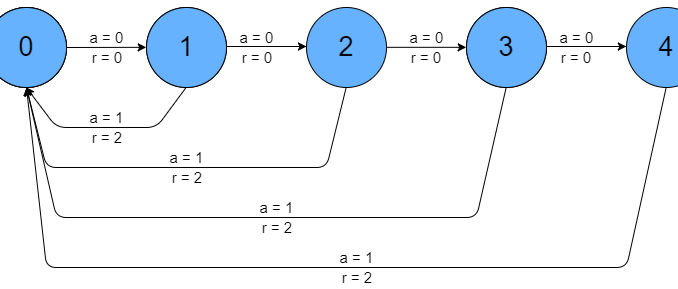 a = 0 a = 0 a = 0 a = 0
0 1 2 3 4
r = 0 r = 0 r = 0 r = 0
a = 1
r = 2
a = 1
r = 2
a = 1
r = 2
a = 1
r = 2